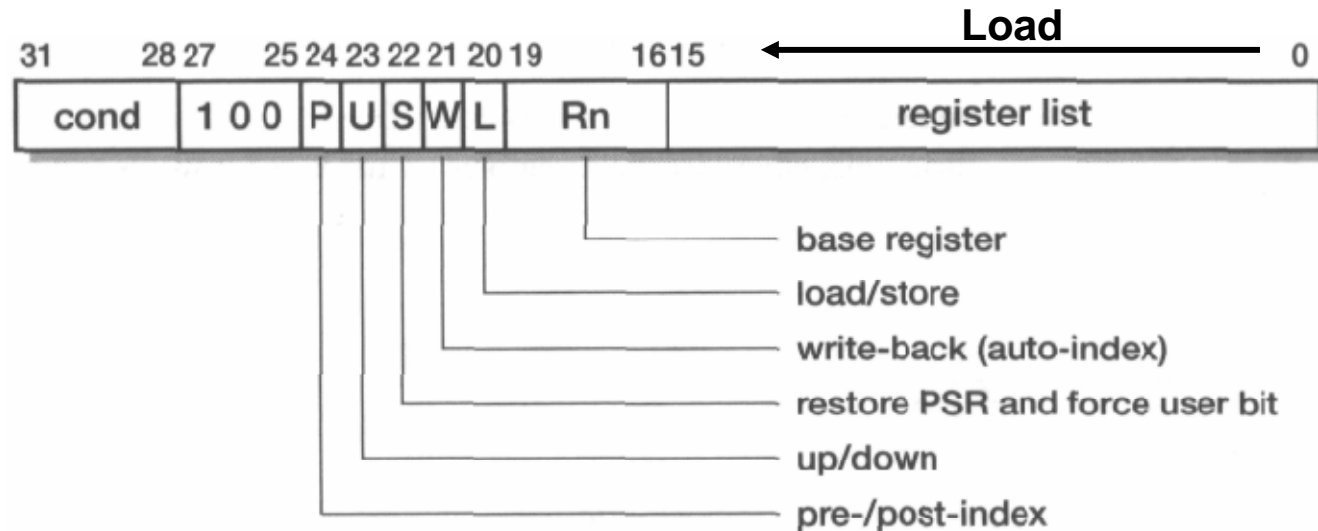 Load
31 28 27 25 24 23 22 21 20 19 16 15 0
cond 1 0 0 P U S W L Rn register list
base register
load/store
write-back (auto-index)
restore PSR and force user bit
up/down
pre-/post-index